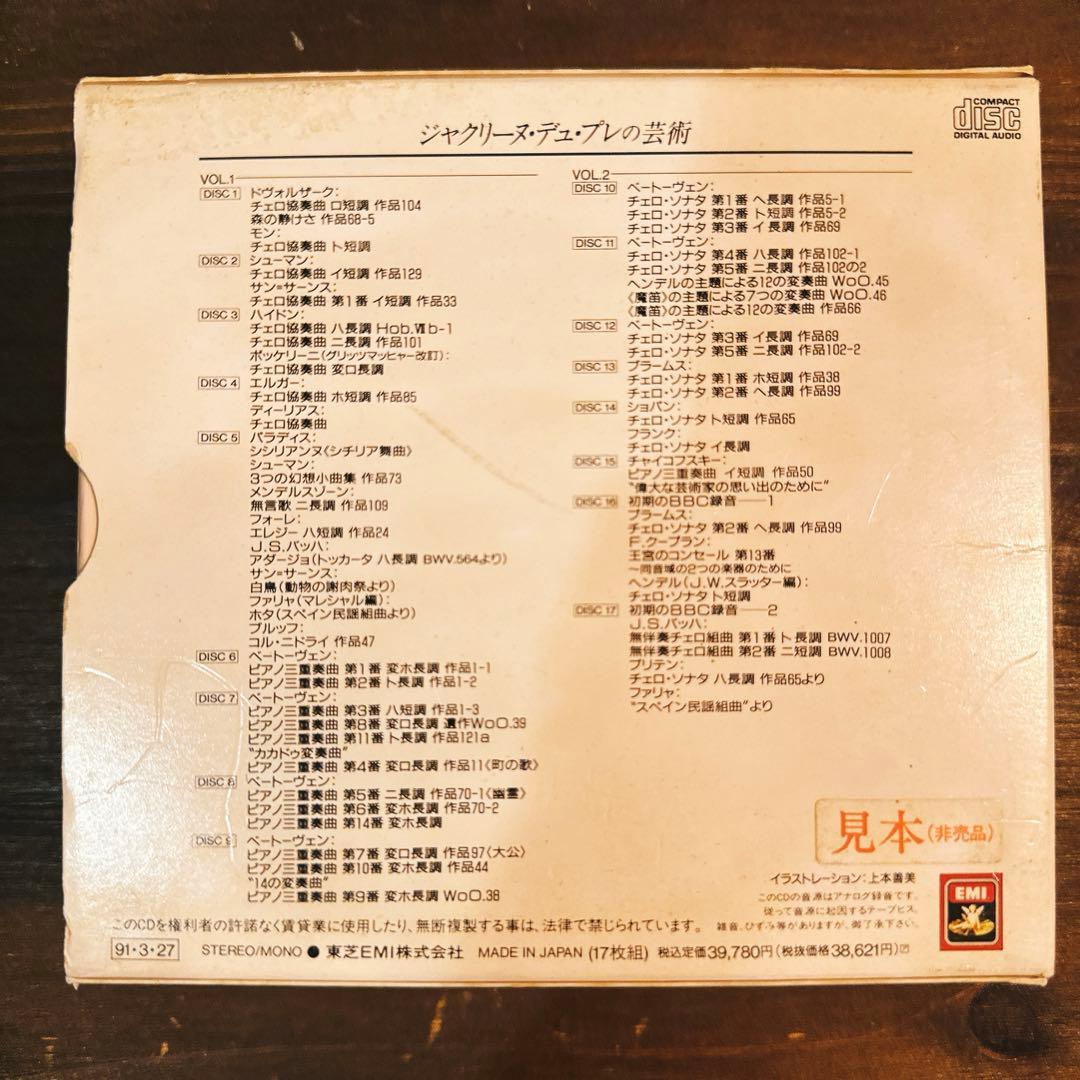 ジャクリーヌ・デュ・プレの芸術
COMPACT
disc
DIGITAL AUDIO
VOL.1
DISC 1 ドヴォルザーク:
チェロ協奏曲 ロ短調 作品104
森の静けさ 作品68-5
モン:
チェロ協奏曲 ト短調
DISC 2 シューマン:
チェロ協奏曲 イ短調 作品129
サン=サーンス:
チェロ協奏曲 第1番 イ短調 作品33
DISC 3 ハイドン:
チェロ協奏曲 ハ長調 Hob.Ⅶb-1
チェロ協奏曲 ニ長調 作品101
ボッケリーニ(グリッツマッヒャー改訂):
チェロ協奏曲 変ロ長調
DISC 4 エルガー:
チェロ協奏曲 ホ短調 作品85
ディーリアス:
チェロ協奏曲
DISC 5 パラディス:
シシリアンヌ〈シチリア舞曲〉
シューマン:
3つの幻想小曲集 作品73
メンデルスゾーン:
無言歌 ニ長調 作品109
フォーレ:
エレジー ハ短調 作品24
J.S.バッハ:
アダージョ(トッカータ ハ長調 BWV.564より)
サン=サーンス:
白鳥(動物の謝肉祭より)
ファリャ(マレシャル編):
ホタ(スペイン民謡組曲より)
ブルッフ:
コル・ニドライ 作品47
DISC 6 ベートーヴェン:
ピアノ三重奏曲 第1番 変ホ長調 作品1-1
ピアノ三重奏曲 第2番 ト長調 作品1-2
DISC 7 ベートーヴェン:
ピアノ三重奏曲 第3番 ハ短調 作品1-3
ピアノ三重奏曲 第8番 変ロ長調 遺作WoO.39
ピアノ三重奏曲 第11番 ト長調 作品121a
"カカドゥ変奏曲"
ピアノ三重奏曲 第4番 変ロ長調 作品11〈町の歌〉
DISC 8 ベートーヴェン:
ピアノ三重奏曲 第5番 ニ長調 作品70-1〈幽霊〉
ピアノ三重奏曲 第6番 変ホ長調 作品70-2
ピアノ三重奏曲 第14番 変ホ長調
DISC 9 ベートーヴェン:
ピアノ三重奏曲 第7番 変ロ長調 作品97〈大公〉
ピアノ三重奏曲 第10番 変ホ長調 作品44
"14の変奏曲"
ピアノ三重奏曲 第9番 変ホ長調 WoO.38
VOL.2
DISC 10 ベートーヴェン:
チェロ・ソナタ 第1番 ヘ長調 作品5-1
チェロ・ソナタ 第2番 ト短調 作品5-2
チェロ・ソナタ 第3番 イ長調 作品69
DISC 11 ベートーヴェン:
チェロ・ソナタ 第4番 ハ長調 作品102-1
チェロ・ソナタ 第5番 ニ長調 作品102の2
ヘンデルの主題による12の変奏曲 WoO.45
《魔笛》の主題による7つの変奏曲 WoO.46
《魔笛》の主題による12の変奏曲 作品66
DISC 12 ベートーヴェン:
チェロ・ソナタ 第3番 イ長調 作品69
チェロ・ソナタ 第5番 ニ長調 作品102-2
DISC 13 ブラームス:
チェロ・ソナタ 第1番 ホ短調 作品38
チェロ・ソナタ 第2番 ヘ長調 作品99
DISC 14 ショパン:
チェロ・ソナタ ト短調 作品65
フランク:
チェロ・ソナタ イ長調
DISC 15 チャイコフスキー:
ピアノ三重奏曲 イ短調 作品50
"偉大な芸術家の思い出のために"
DISC 16 初期のBBC録音——1
ブラームス:
チェロ・ソナタ 第2番 ヘ長調 作品99
F.クープラン:
王宮のコンセール 第13番
〜同音域の2つの楽器のために
ヘンデル(J.W.スラッター編):
チェロ・ソナタ ト短調
DISC 17 初期のBBC録音——2
J.S.バッハ:
無伴奏チェロ組曲 第1番 ト長調 BWV.1007
無伴奏チェロ組曲 第2番 ニ短調 BWV.1008
ブリテン:
チェロ・ソナタ ハ長調 作品65より
ファリャ:
"スペイン民謡組曲"より
見本(非売品)
イラストレーション:上本善美
このCDの音源はアナログ録音です。
従って音源に起因するテープヒス、
雑音、ひずみ等がありますが、御了承下さい。
EMI
このCDを権利者の許諾なく賃貸業に使用したり、無断複製する事は、法律で禁じられています。
91・3・27 STEREO/MONO ● 東芝EMI株式会社 MADE IN JAPAN (17枚組) 税込定価39,780円(税抜価格38,621円)